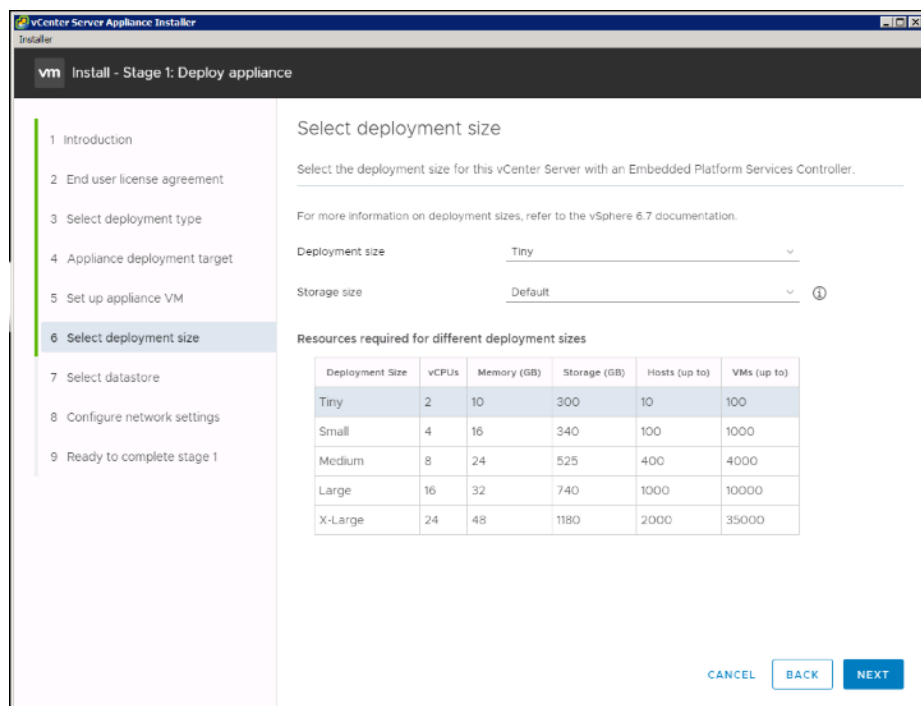 vCenter Server Appliance Installer
Installer
vm Install - Stage 1: Deploy appliance
1 Introduction
2 End user license agreement
3 Select deployment type
4 Appliance deployment target
5 Set up appliance VM
6 Select deployment size
7 Select datastore
8 Configure network settings
9 Ready to complete stage 1
Select deployment size
Select the deployment size for this vCenter Server with an Embedded Platform Services Controller.
For more information on deployment sizes, refer to the vSphere 6.7 documentation.
Deployment size Tiny
Storage size Default
Resources required for different deployment sizes
Deployment Size vCPUs Memory (GB) Storage (GB) Hosts (up to) VMs (up to)
Tiny 2 10 300 10 100
Small 4 16 340 100 1000
Medium 8 24 525 400 4000
Large 16 32 740 1000 10000
X-Large 24 48 1180 2000 35000
CANCEL BACK NEXT